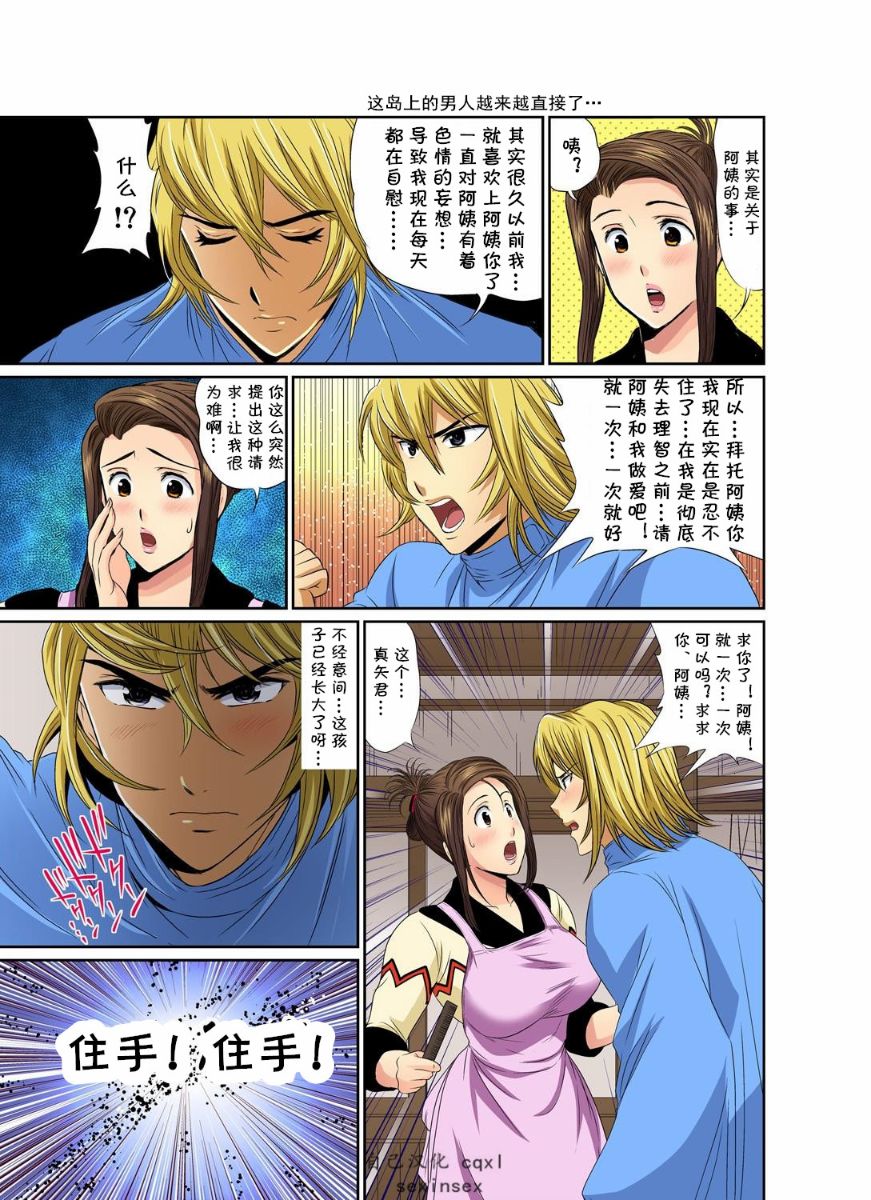 这岛上的男人越来越直接了…
其实是关于
阿姨的事…
咦？
其实很久以前我…
就喜欢上阿姨你了
一直对阿姨有着
色情的妄想…
导致我现在每天
都在自慰……
什么!?
所以…拜托阿姨你
我现在实在是忍不
住了…在我是彻底
失去理智之前…请
阿姨和我做爱吧！
就一次…一次就好
你这么突然
提出这种请
求…让我很
为难啊…
求你了！阿姨！
就一次…一次
可以吗？求求
你、阿姨…
这个…
真矢君…
不经意间…这孩
子已经长大了呀…
ドキン
ドキン
住手！住手！
自己汉化 cqxl
sexinsex